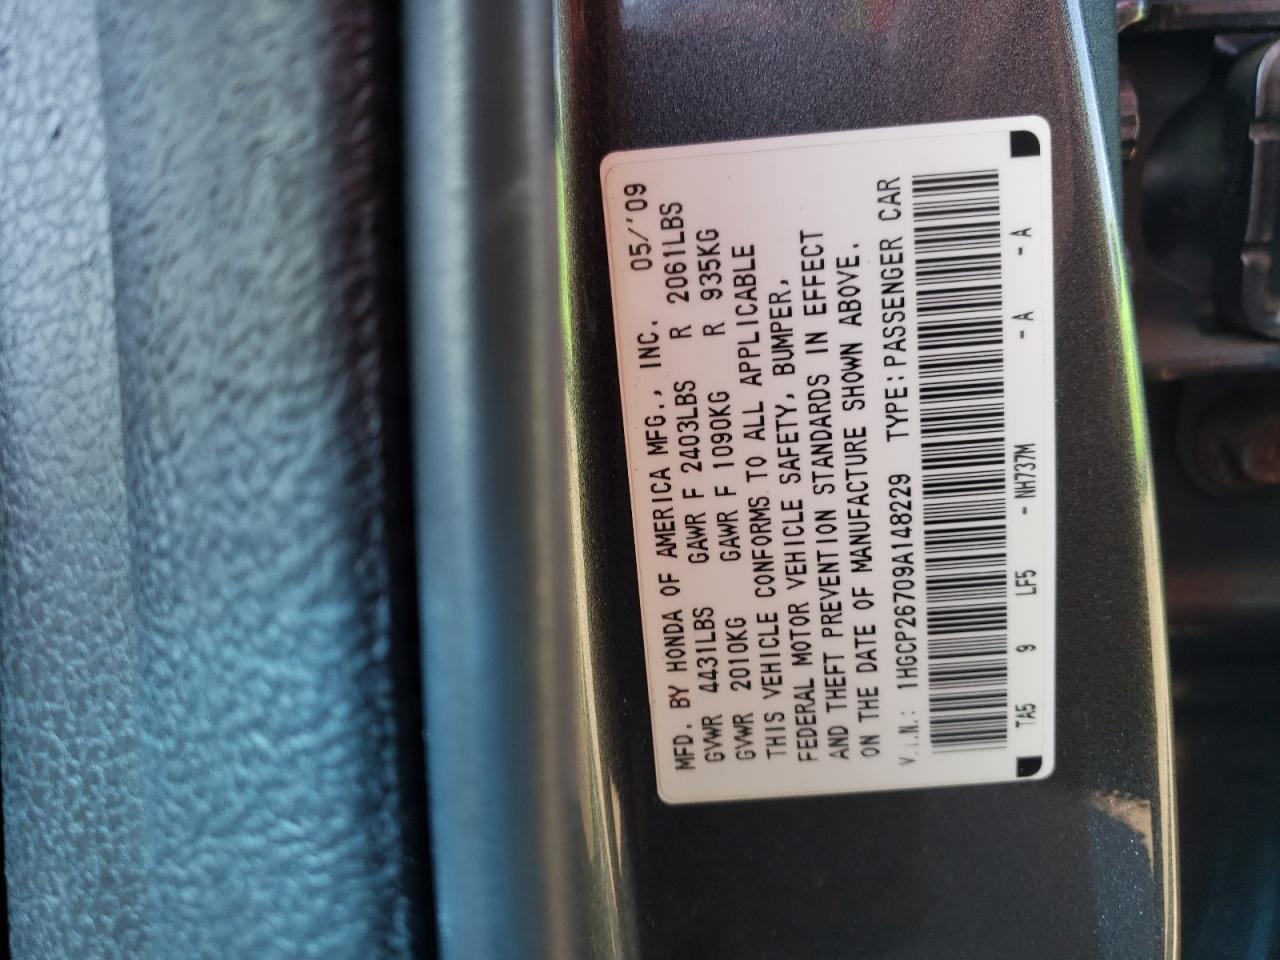 MFD. BY HONDA OF AMERICA MFG., INC. 05/'09
GVWR 4431LBS GAWR F 2403LBS R 2061LBS
GVWR 2010KG GAWR F 1090KG R 935KG
THIS VEHICLE CONFORMS TO ALL APPLICABLE
FEDERAL MOTOR VEHICLE SAFETY, BUMPER,
AND THEFT PREVENTION STANDARDS IN EFFECT
ON THE DATE OF MANUFACTURE SHOWN ABOVE.
V.I.N.: 1HGCP26709A148229 TYPE:PASSENGER CAR
TA5 9 LF5 - NH737M - A - A